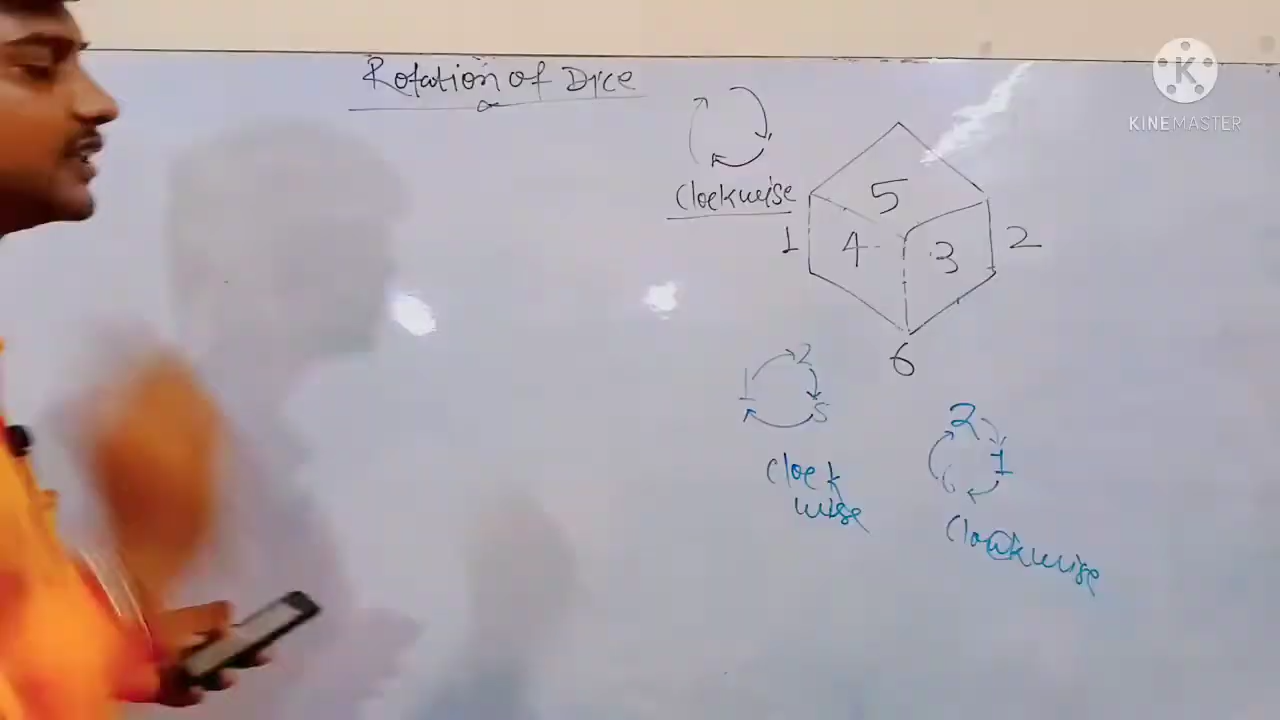 Rotation of Dice
Clockwise
5
1 4 3 2
6
1 2 5
Clock
wise
2 1 6
Clockwise
KINEMASTER